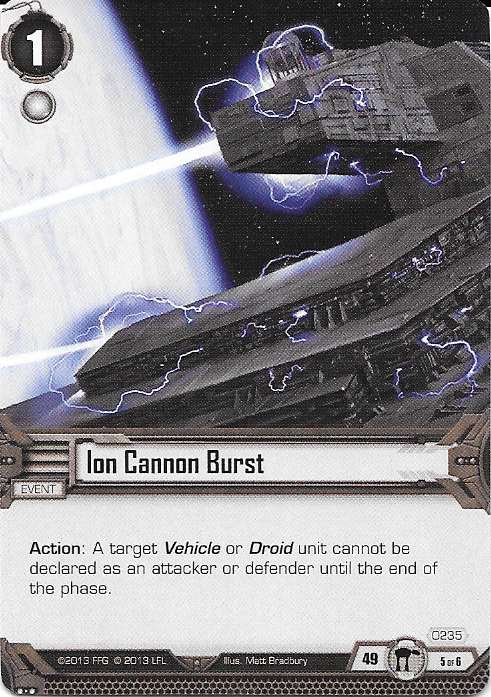 1
Ion Cannon Burst
EVENT
Action: A target Vehicle or Droid unit cannot be
declared as an attacker or defender until the end of
the phase.
0235
©2013 FFG © 2013 LFL Illus. Matt Bradbury 49 5 OF 6